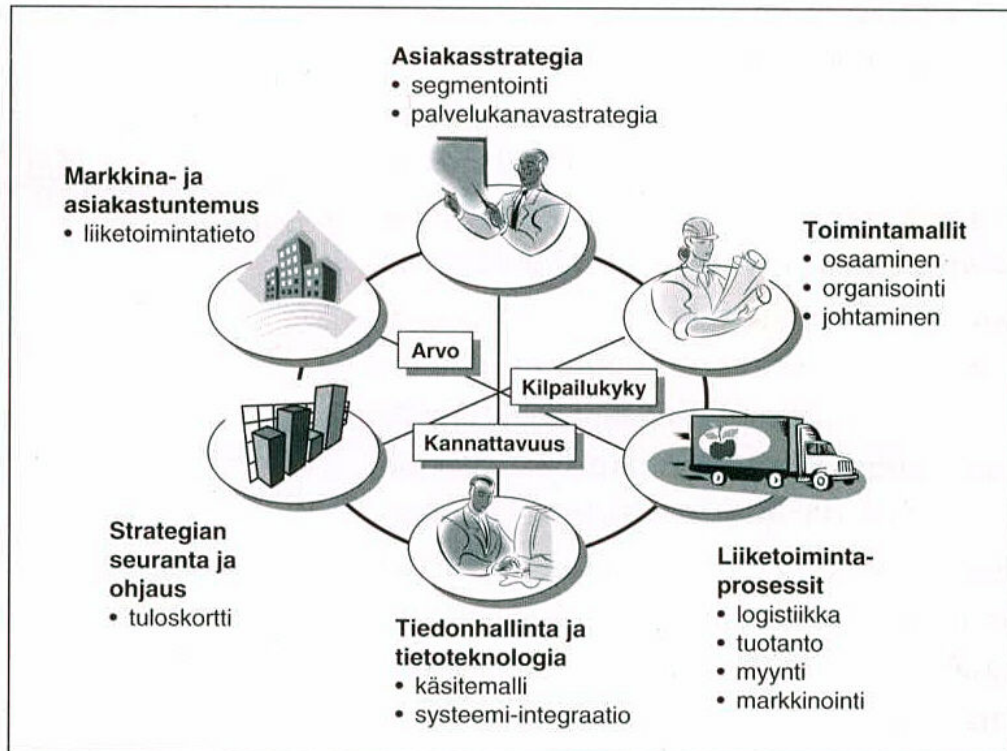 Asiakasstrategia
• segmentointi
• palvelukanavastrategia
Markkina- ja
asiakastuntemus
• liiketoimintatieto
Toimintamallit
• osaaminen
• organisointi
• johtaminen
Arvo
Kilpailukyky
Kannattavuus
Strategian
seuranta ja
ohjaus
• tuloskortti
Tiedonhallinta ja
tietoteknologia
• käsitemalli
• systeemi-integraatio
Liiketoiminta-
prosessit
• logistiikka
• tuotanto
• myynti
• markkinointi